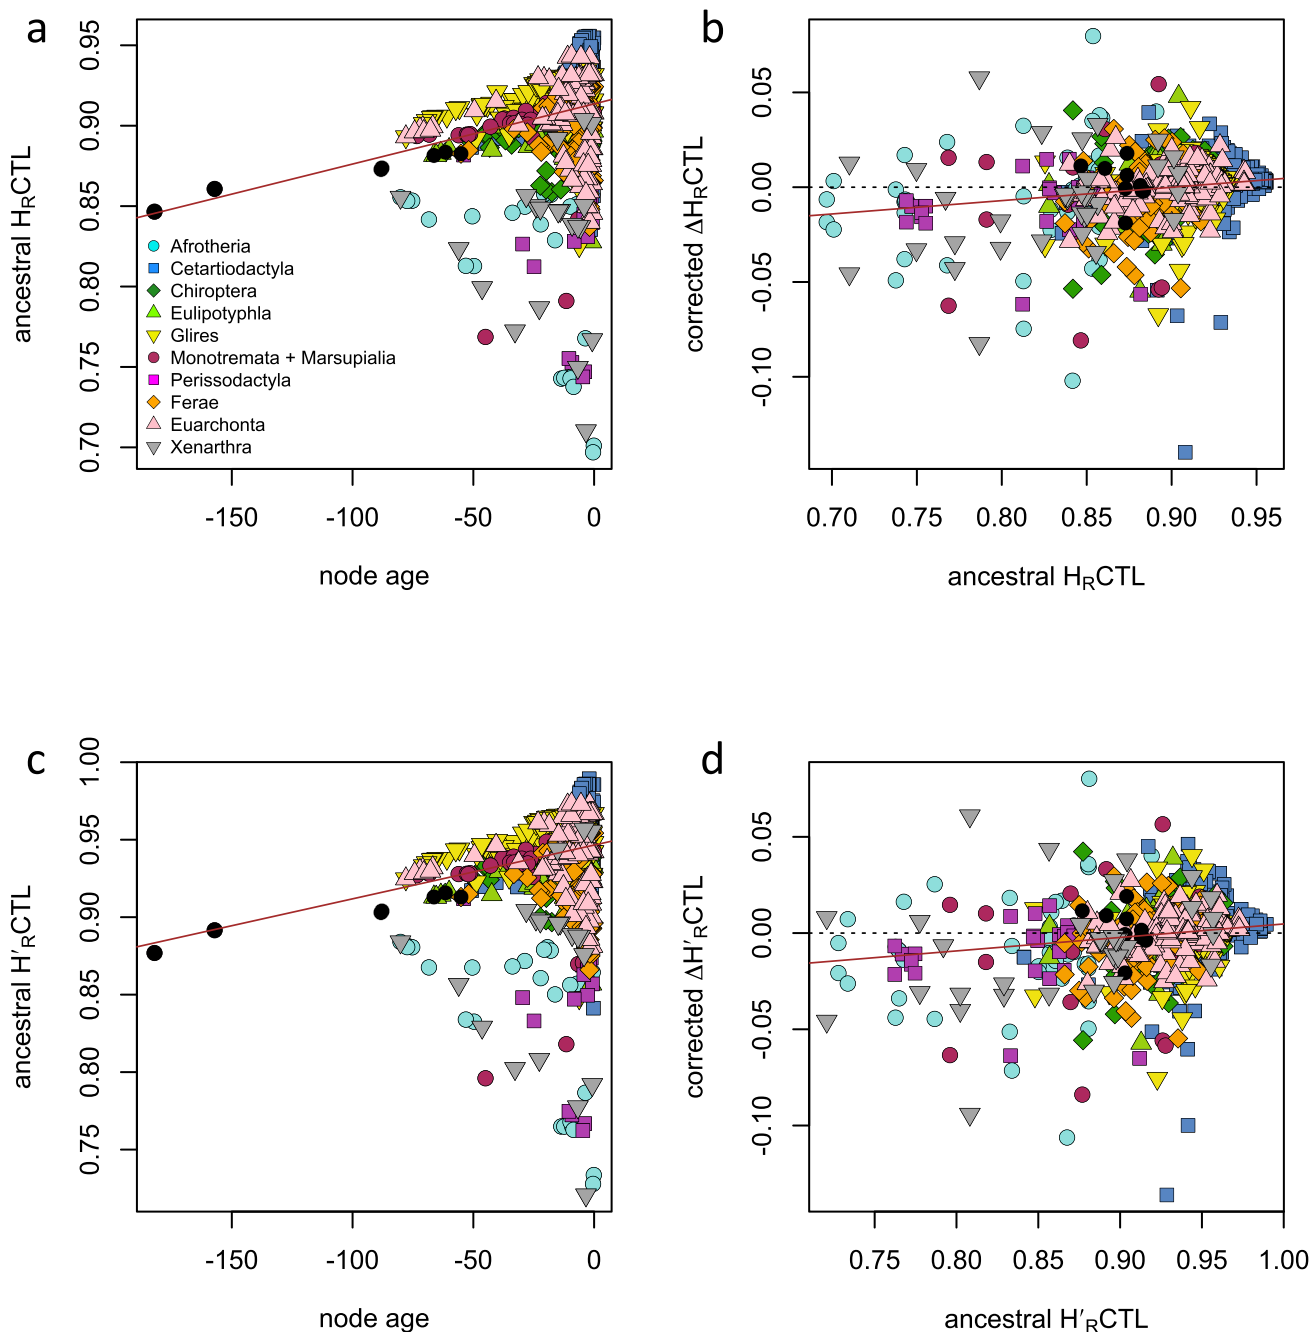 a
ancestral HRCTL
0.95
0.90
0.85
0.80
0.75
0.70
Afrotheria
Cetartiodactyla
Chiroptera
Eulipotyphla
Glires
Monotremata + Marsupialia
Perissodactyla
Ferae
Euarchonta
Xenarthra
-150 -100 -50 0
node age
b
corrected ΔHRCTL
0.05
0.00
-0.05
-0.10
0.70 0.75 0.80 0.85 0.90 0.95
ancestral HRCTL
c
ancestral H′RCTL
1.00
0.95
0.90
0.85
0.80
0.75
-150 -100 -50 0
node age
d
corrected ΔH′RCTL
0.05
0.00
-0.05
-0.10
0.75 0.80 0.85 0.90 0.95 1.00
ancestral H′RCTL